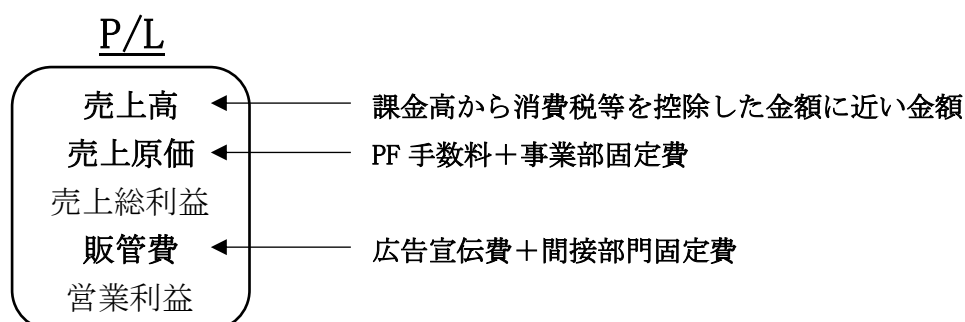 P/L
売上高 課金高から消費税等を控除した金額に近い金額
売上原価 PF 手数料＋事業部固定費
売上総利益
販管費 広告宣伝費＋間接部門固定費
営業利益